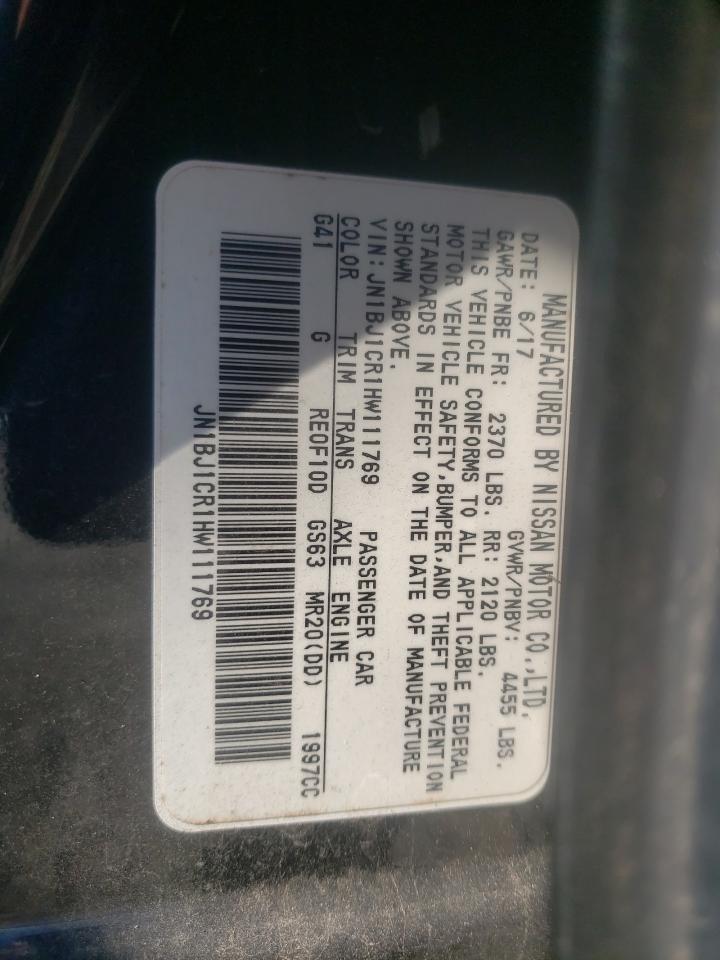 MANUFACTURED BY NISSAN MOTOR CO.,LTD.
DATE: 6/17 GVWR/PNBV: 4455 LBS.
GAWR/PNBE FR: 2370 LBS. RR: 2120 LBS.
THIS VEHICLE CONFORMS TO ALL APPLICABLE FEDERAL
MOTOR VEHICLE SAFETY,BUMPER,AND THEFT PREVENTION
STANDARDS IN EFFECT ON THE DATE OF MANUFACTURE
SHOWN ABOVE.
VIN:JN1BJ1CR1HW111769 PASSENGER CAR
COLOR TRIM TRANS AXLE ENGINE
G41 G RE0F10D GS63 MR20(DD) 1997CC
JN1BJ1CR1HW111769